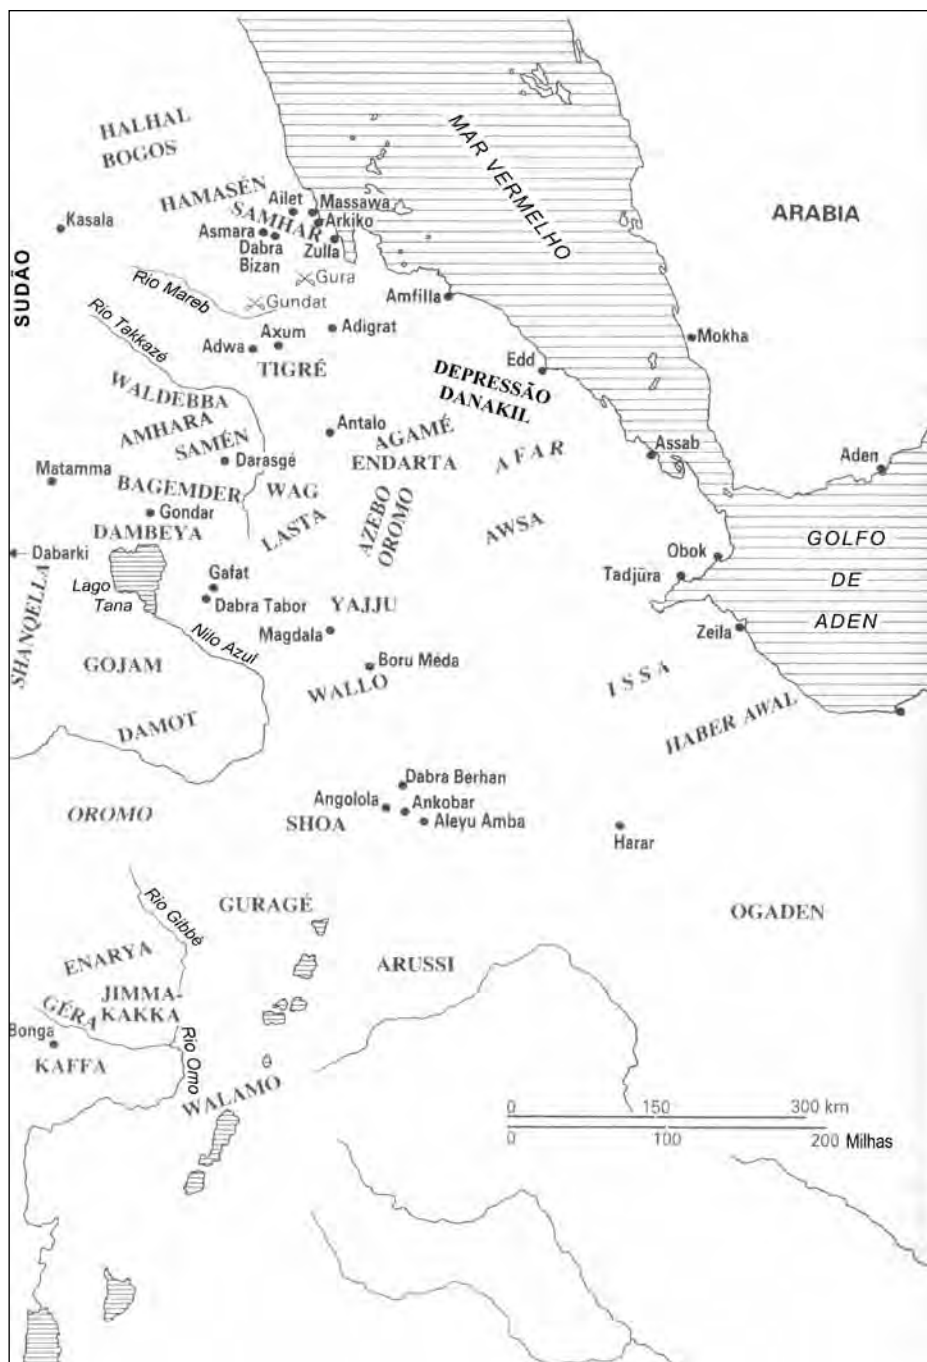 HALHAL
BOGOS
MAR VERMELHO
ARABIA
HAMASÉN
SAMHAR
Ailet
Massawa
Arkiko
Kasala
Asmara
Dabra
Bizan
Zulla
Gura
SUDÃO
Rio Mareb
Gundat
Amfilla
Rio Takkazé
Axum
Adigrat
Adwa
TIGRÉ
Mokha
Edd
DEPRESSÃO
DANAKIL
WALDEBBA
AMHARA
SAMÉN
Antalo
AGAMÉ
ENDARTA
AFAR
Assab
Aden
Darasgé
Matamma
BAGEMDER
WAG
Gondar
LASTA
AZEBO
OROMO
AWSA
DAMBEYA
GOLFO
DE
ADEN
Obok
Dabarki
Tadjūra
Lago
Tana
Gafat
Dabra Tabor
YAJJU
SHANQELLA
Nilo Azul
Magdala
Zeila
GOJAM
Boru Méda
WALLO
ISSA
DAMOT
HABER AWAL
Dabra Berhan
Angolola
Ankobar
OROMO
SHOA
Aleyu Amba
Harar
Rio Gibbé
GURAGÉ
OGADEN
ENARYA
ARUSSI
JIMMA-
KAKKA
GÉRA
Bonga
KAFFA
Rio Omo
WALAMO
0 150 300 km
0 100 200 Milhas